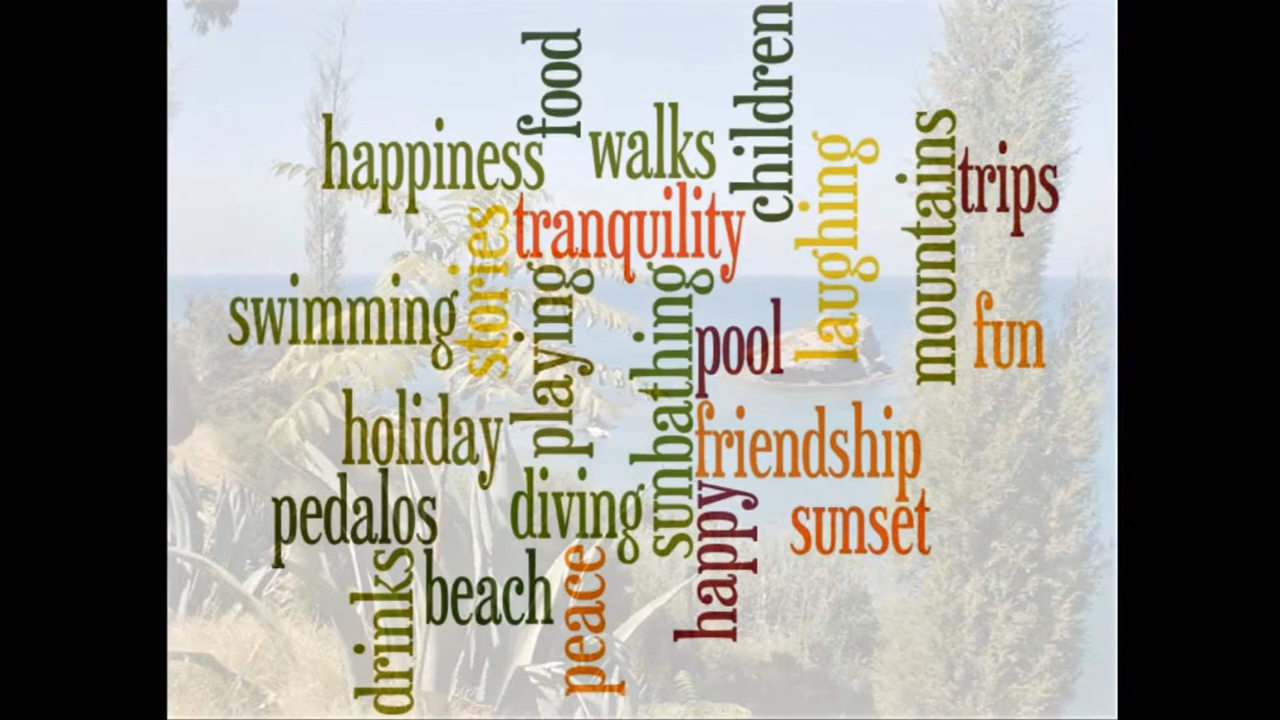 food
children
happiness
walks
mountains
trips
laughing
tranquility
stories
swimming
playing
sunbathing
pool
fun
holiday
friendship
pedalos
diving
happy
sunset
drinks
beach
peace